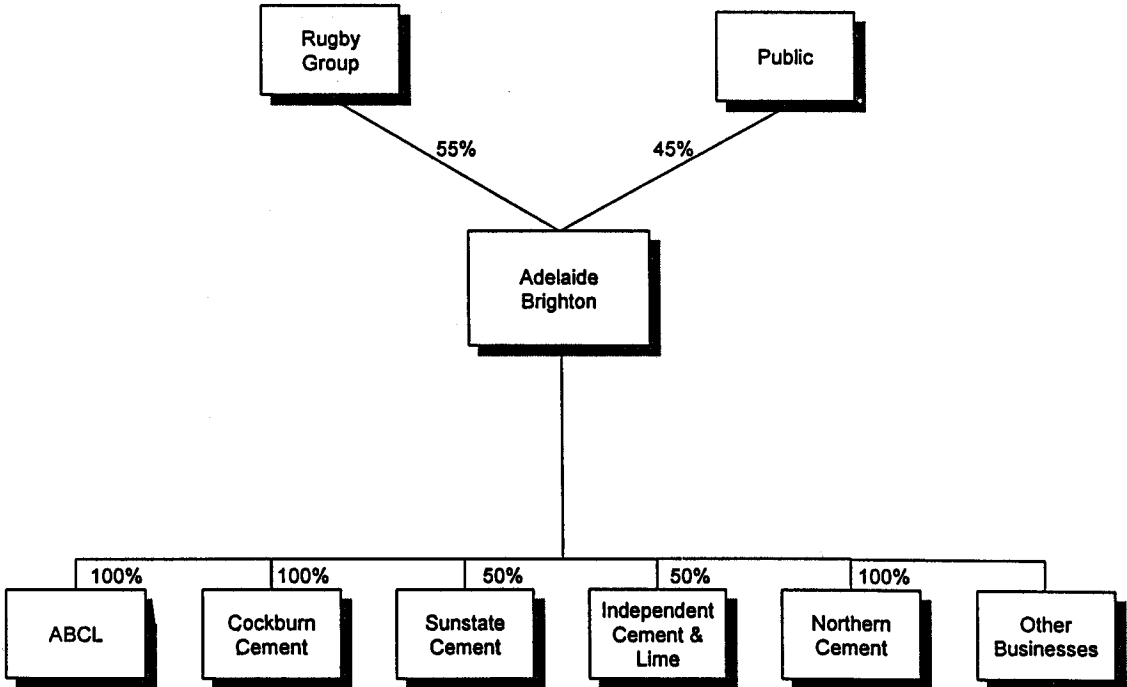 Rugby
Group
Public
55%
45%
Adelaide
Brighton
100%
100%
50%
50%
100%
ABCL
Cockburn
Cement
Sunstate
Cement
Independent
Cement &
Lime
Northern
Cement
Other
Businesses